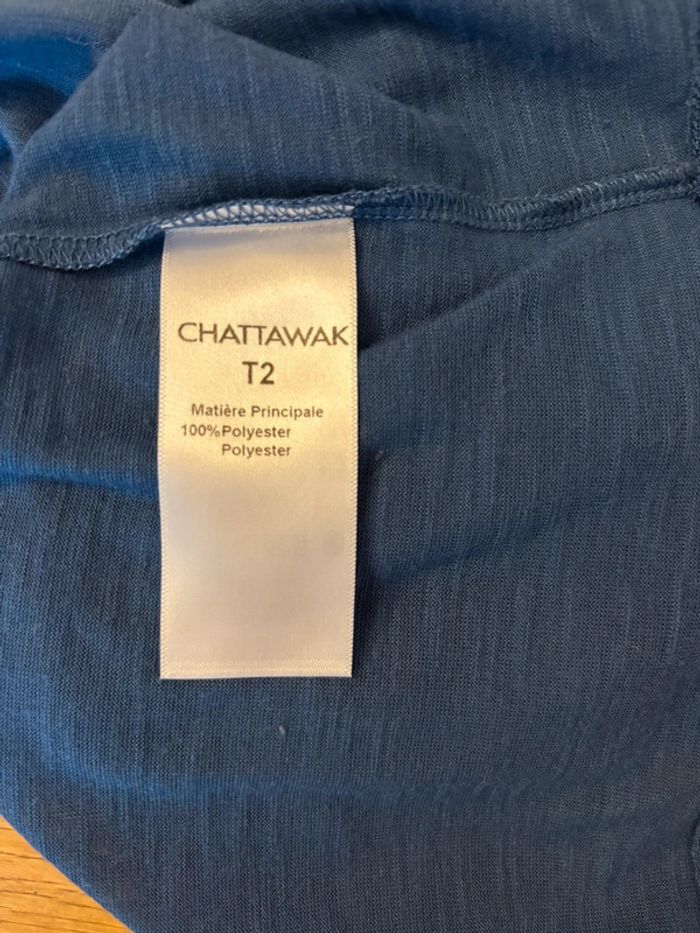 CHATTAWAK
T2
Matière Principale
100%Polyester
Polyester